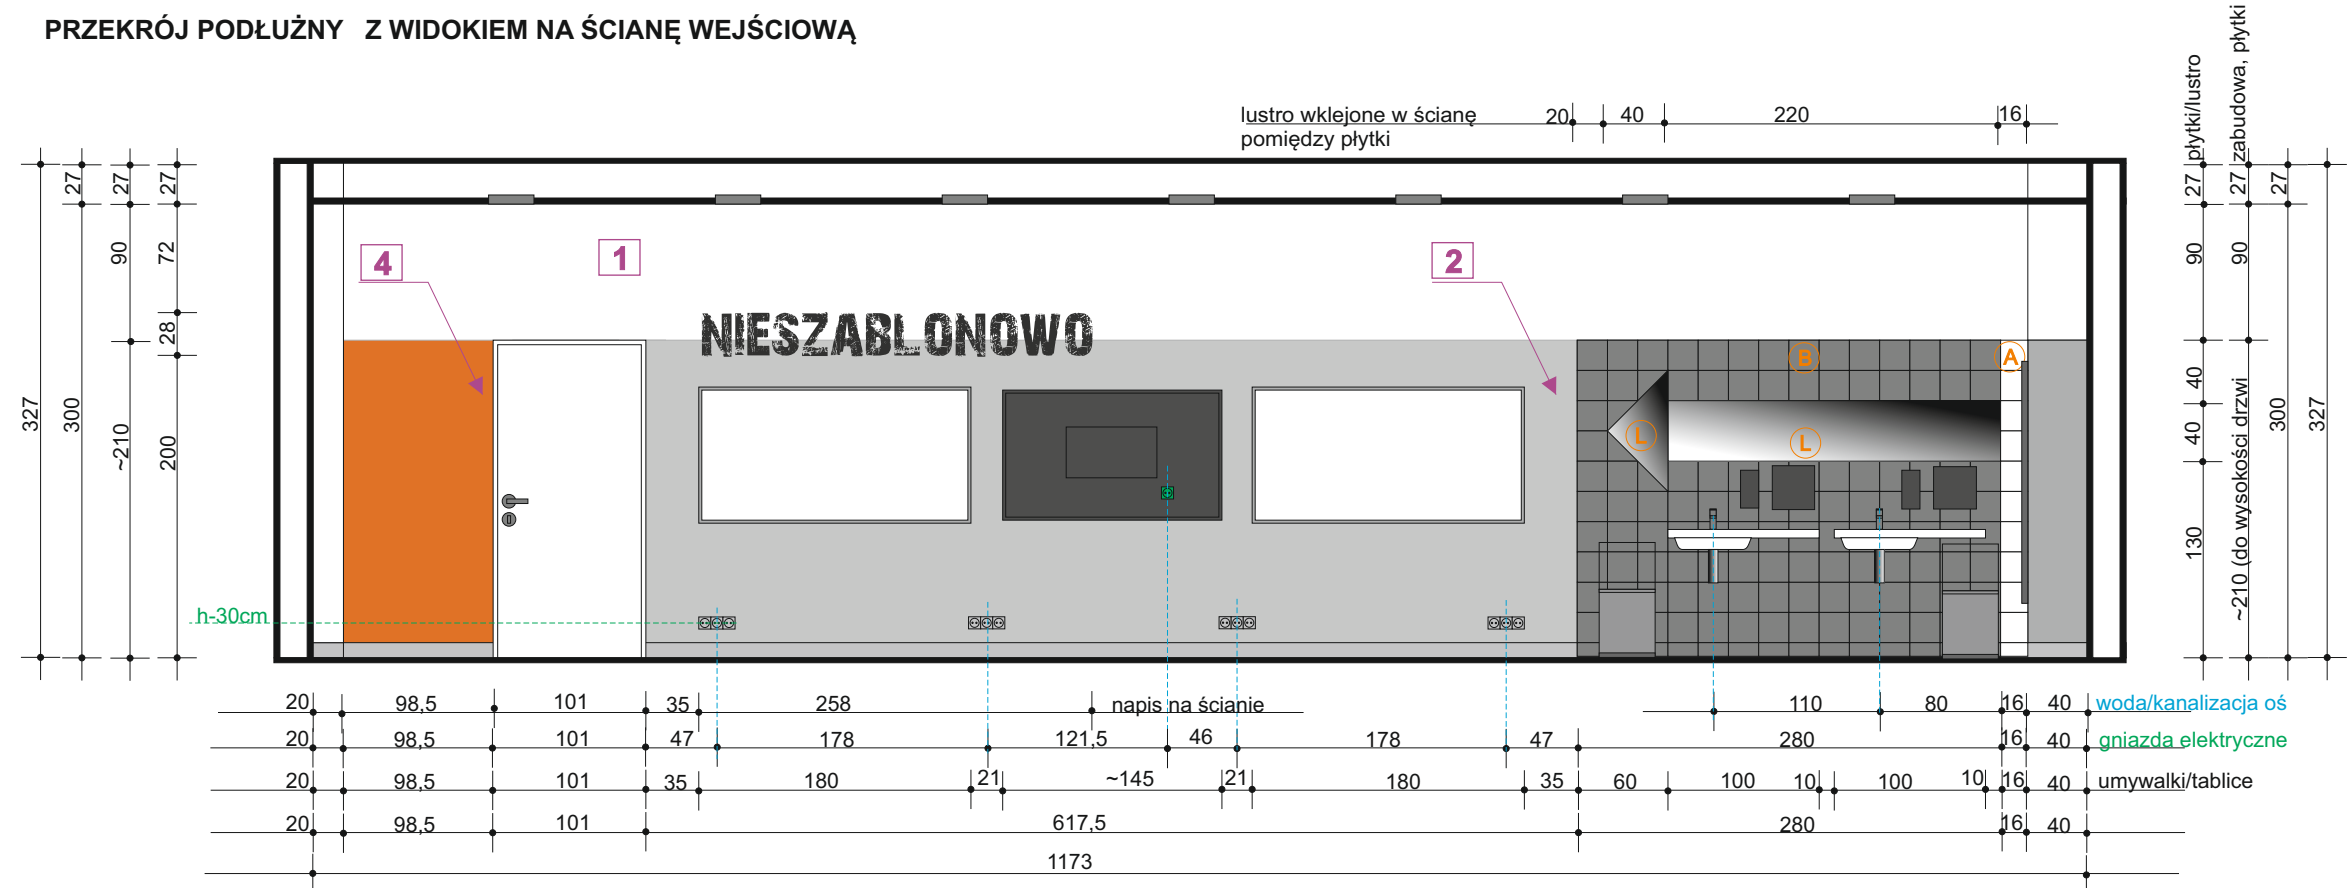 PRZEKRÓJ PODŁUŻNY Z WIDOKIEM NA ŚCIANĘ WEJŚCIOWĄ
lustro wklejone w ścianę
pomiędzy płytki
20 40 220 16
płytki/lustro
zabudowa, płytki
27 27 27
27 27 27
90 72
90 90
4 1 2
NIESZABLONOWO
28
B A
L L
327 300 ~210 200
40 40 130
~210 (do wysokości drzwi
300 327
h-30cm
20 98,5 101 35 258 napis na ścianie 110 80 16 40 woda/kanalizacja oś
20 98,5 101 47 178 121,5 46 178 47 280 16 40 gniazda elektryczne
20 98,5 101 35 180 21 ~145 21 180 35 60 100 10 100 10 16 40 umywalki/tablice
20 98,5 101 617,5 280 16 40
1173